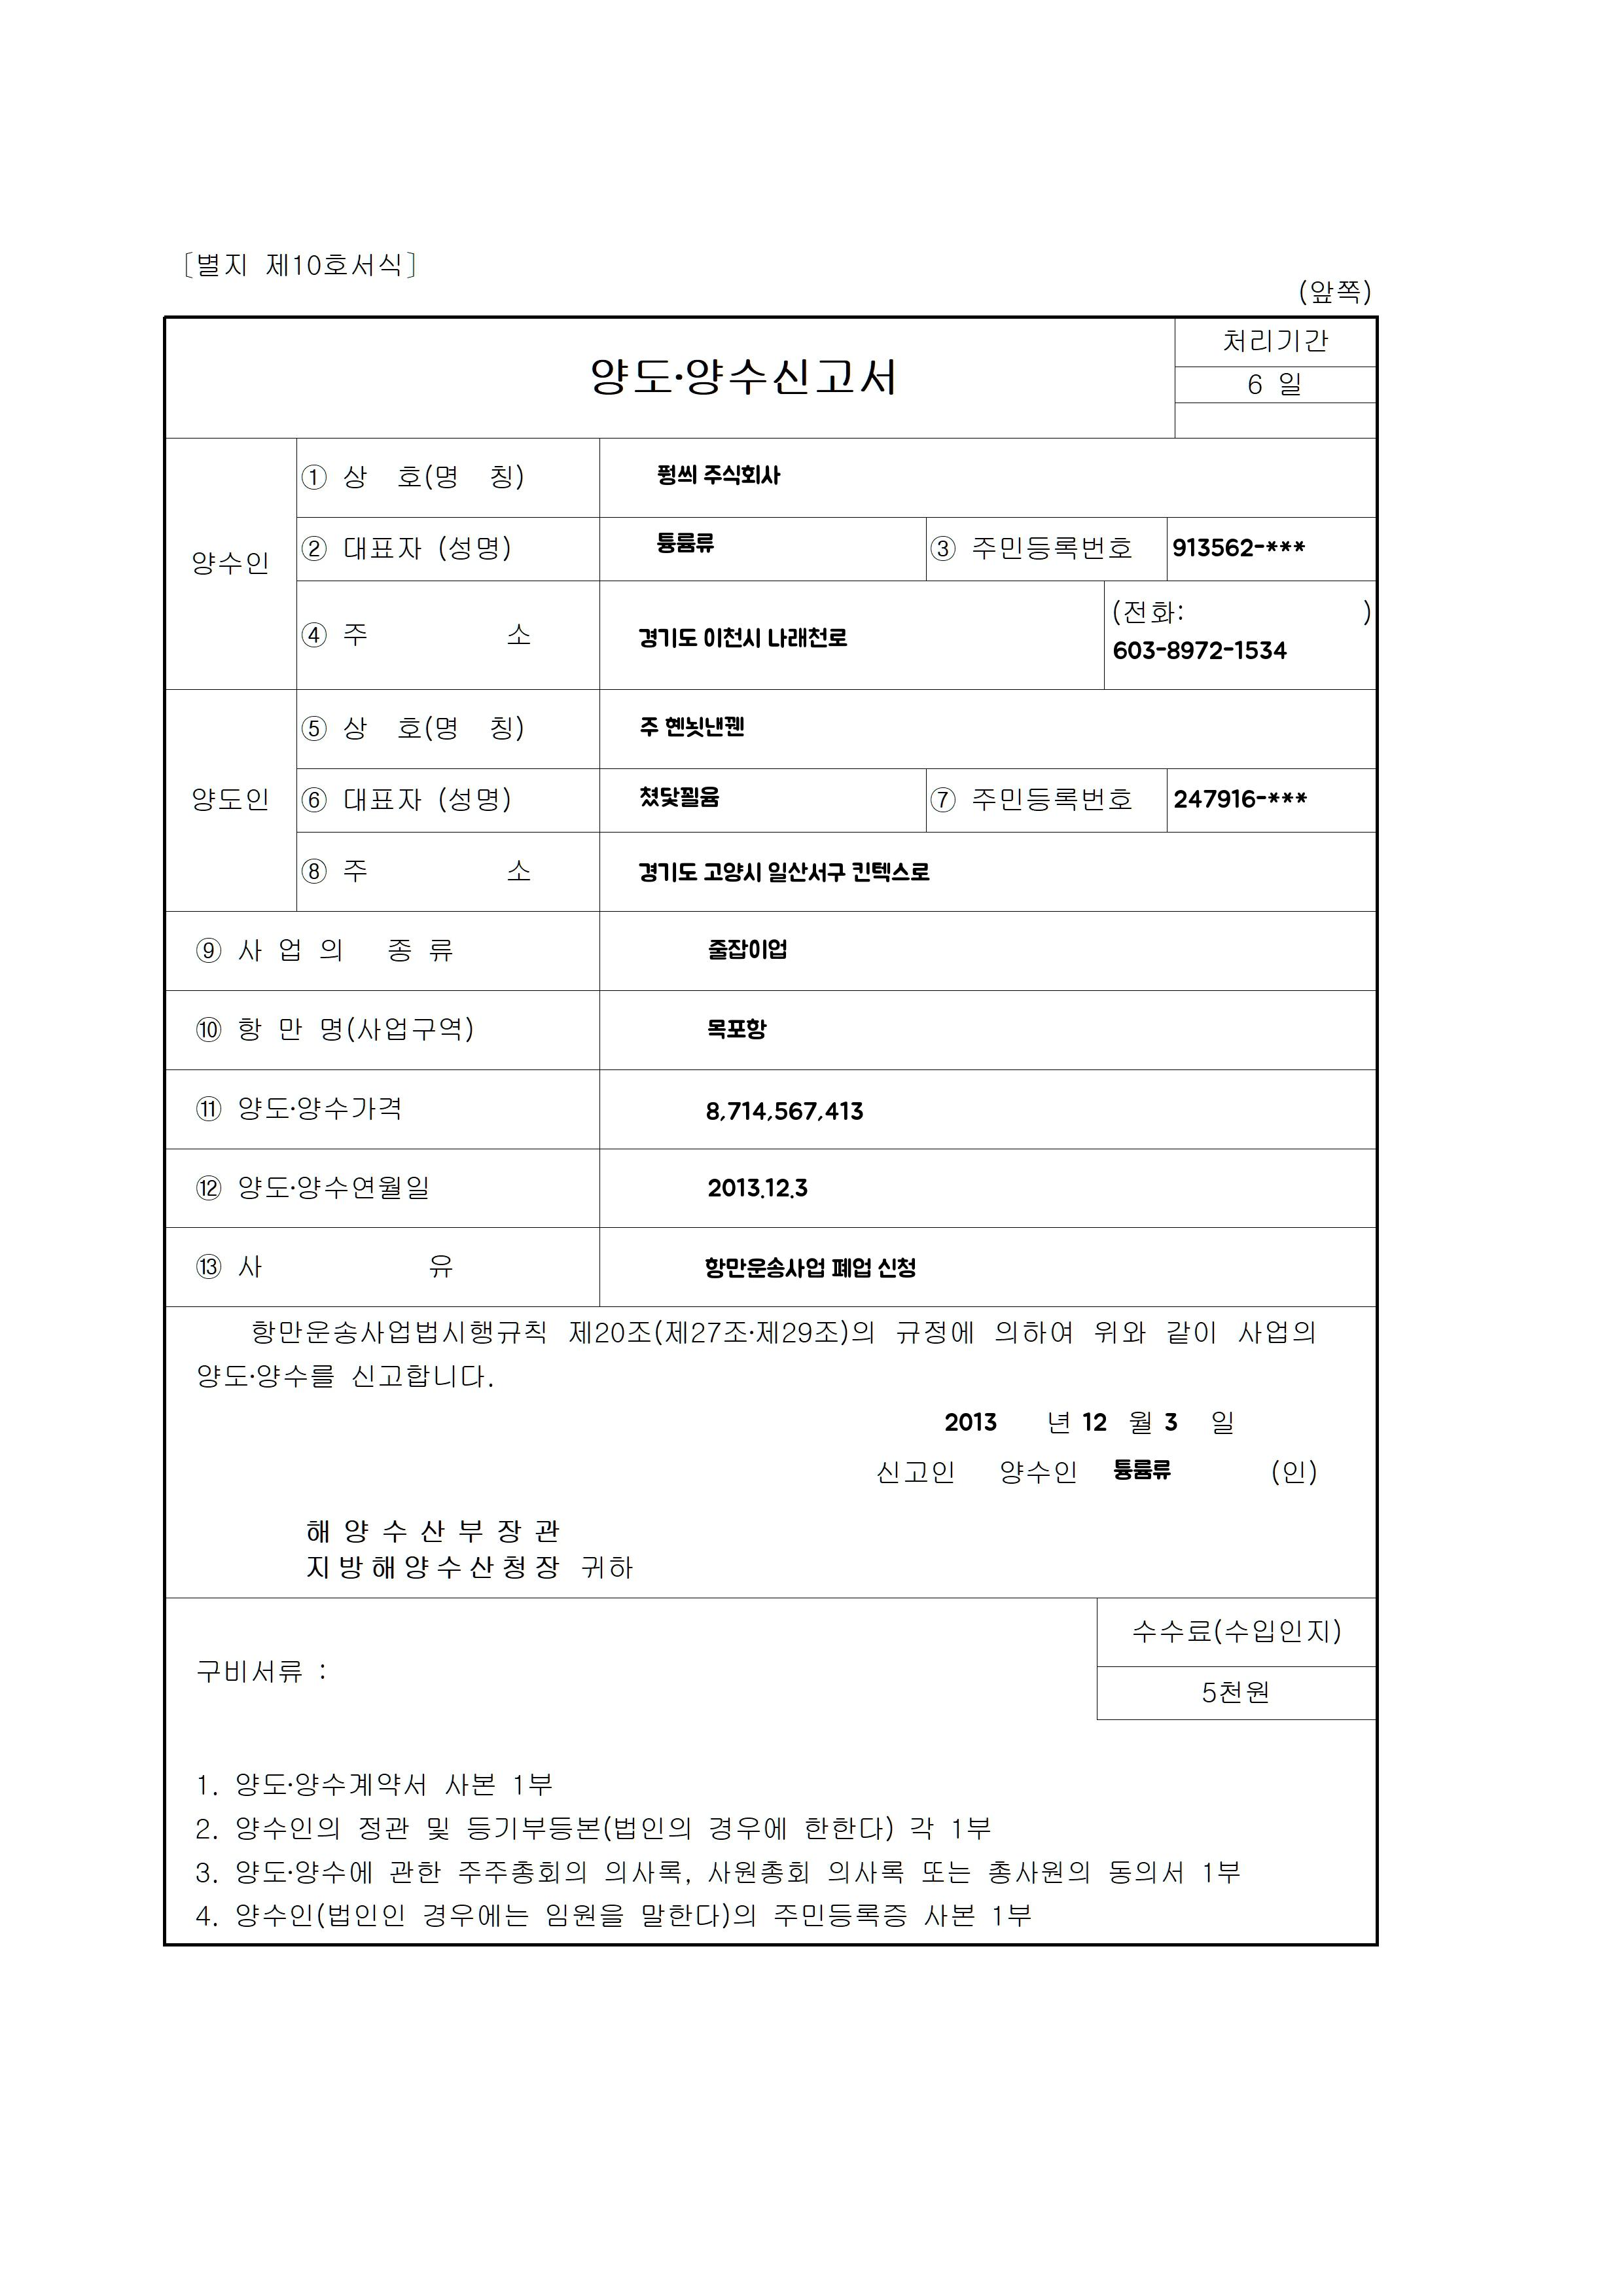 [별지 제10호서식]
(앞쪽)
양도·양수신고서
처리기간
6 일
양수인
① 상 호(명 칭)
펑씌 주식회사
② 대표자 (성명)
튱륨류
③ 주민등록번호
913562-***
④ 주 소
경기도 이천시 나래천로
(전화: )
603-8972-1534
양도인
⑤ 상 호(명 칭)
주
⑥ 대표자 (성명)
⑦ 주민등록번호
247916-***
⑧ 주 소
경기도 고양시 일산서구 킨텍스로
⑨ 사 업 의 종 류
줄잡이업
⑩ 항 만 명(사업구역)
목포항
⑪ 양도·양수가격
8,714,567,413
⑫ 양도·양수연월일
2013.12.3
⑬ 사 유
항만운송사업 폐업 신청
항만운송사업법시행규칙 제20조(제27조·제29조)의 규정에 의하여 위와 같이 사업의
양도·양수를 신고합니다.
2013 년 12 월 3 일
신고인 양수인 튱륨류 (인)
해 양 수 산 부 장 관
지 방 해 양 수 산 청 장 귀하
수수료(수입인지)
구비서류 :
5천원
1. 양도·양수계약서 사본 1부
2. 양수인의 정관 및 등기부등본(법인의 경우에 한한다) 각 1부
3. 양도·양수에 관한 주주총회의 의사록, 사원총회 의사록 또는 총사원의 동의서 1부
4. 양수인(법인인 경우에는 임원을 말한다)의 주민등록증 사본 1부